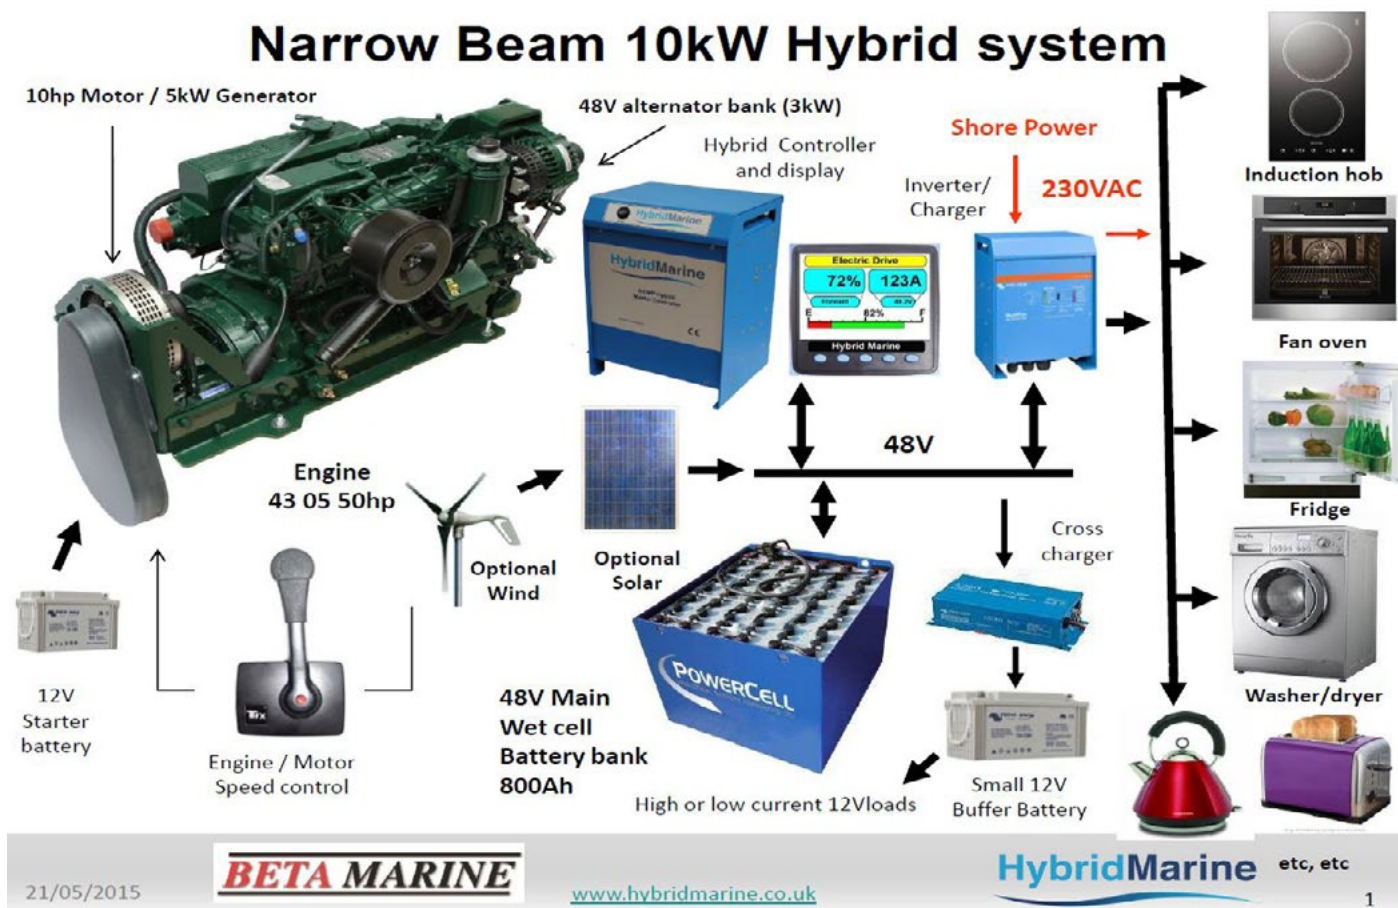 Narrow Beam 10kW Hybrid system
10hp Motor / 5kW Generator
48V alternator bank (3kW)
Hybrid Controller
and display
Shore Power
Inverter/
Charger
230VAC
Induction hob
HybridMarine
HybridMarine
Electric Drive
72%
123A
Forward
E
82%
F
Hybrid Marine
Fan oven
48V
Engine
43 05 50hp
Optional
Wind
Optional
Solar
Cross
charger
Fridge
12V
Starter
battery
Trix
Engine / Motor
Speed control
48V Main
Wet cell
Battery bank
800Ah
POWERCELL
High or low current 12Vloads
Small 12V
Buffer Battery
Washer/dryer
21/05/2015
BETA MARINE
www.hybridmarine.co.uk
HybridMarine
etc, etc
1